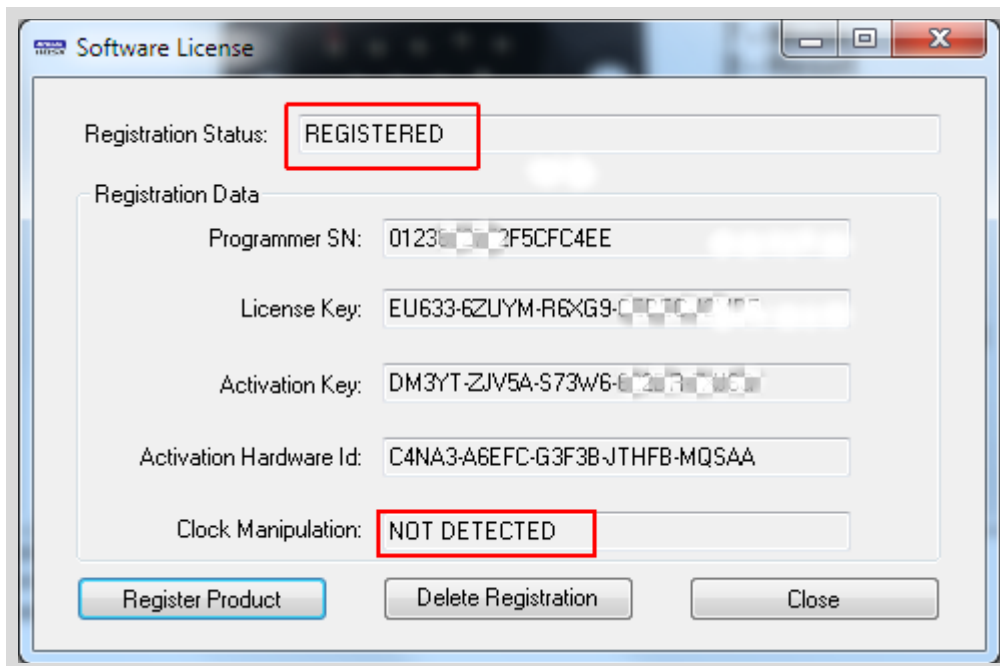 Software License
Registration Status: REGISTERED
Registration Data
Programmer SN: 0123 2F5CFC4EE
License Key: EU633-6ZUYM-R6XG9-
Activation Key: DM3YT-ZJV5A-S73W6-
Activation Hardware Id: C4NA3-A6EFC-G3F3B-JTHFB-MQSAA
Clock Manipulation: NOT DETECTED
Register Product Delete Registration Close